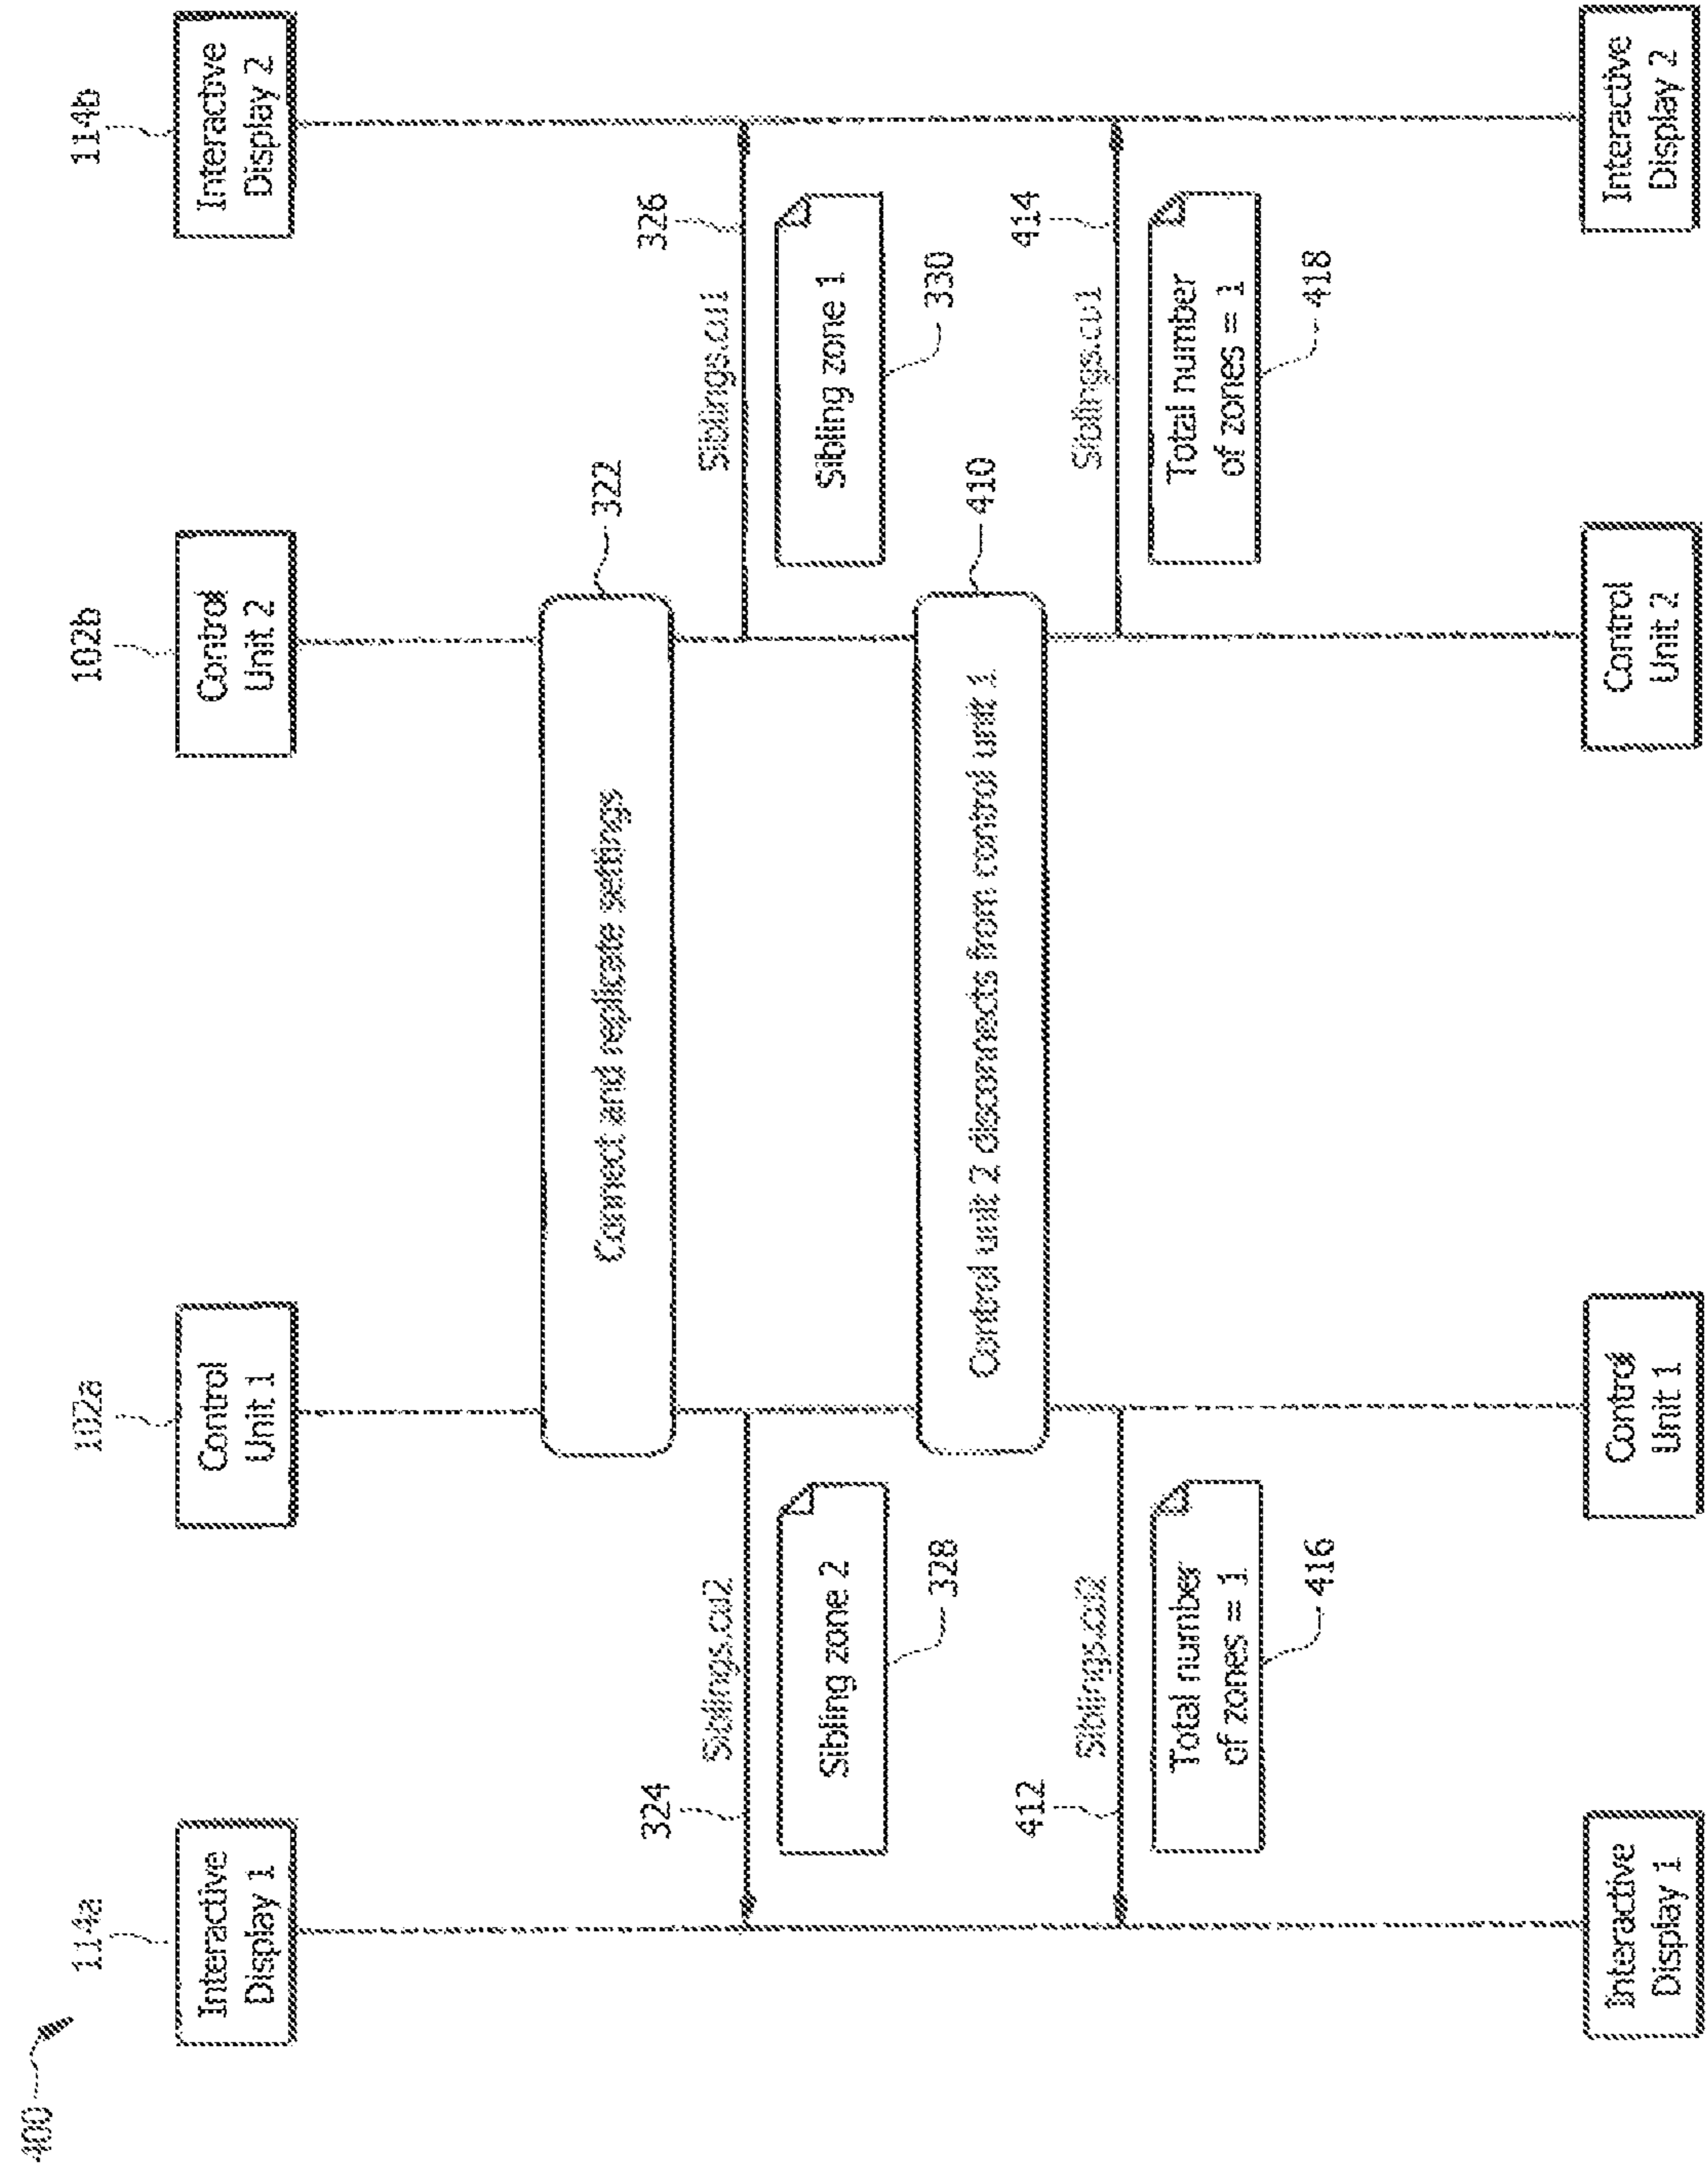 400
114a
102a
102b
114b
Interactive
Display 1
Control
Unit 1
Control
Unit 2
Interactive
Display 2
322
Connect and replicate settings
324
Siblings.cu2
Siblings.cu1
326
Sibling zone 2
Sibling zone 1
328
330
410
Control unit 2 disconnects from control unit 1
412
Siblings.cu2
Siblings.cu1
414
Total number
of zones = 1
Total number
of zones = 1
416
418
Interactive
Display 1
Control
Unit 1
Control
Unit 2
Interactive
Display 2